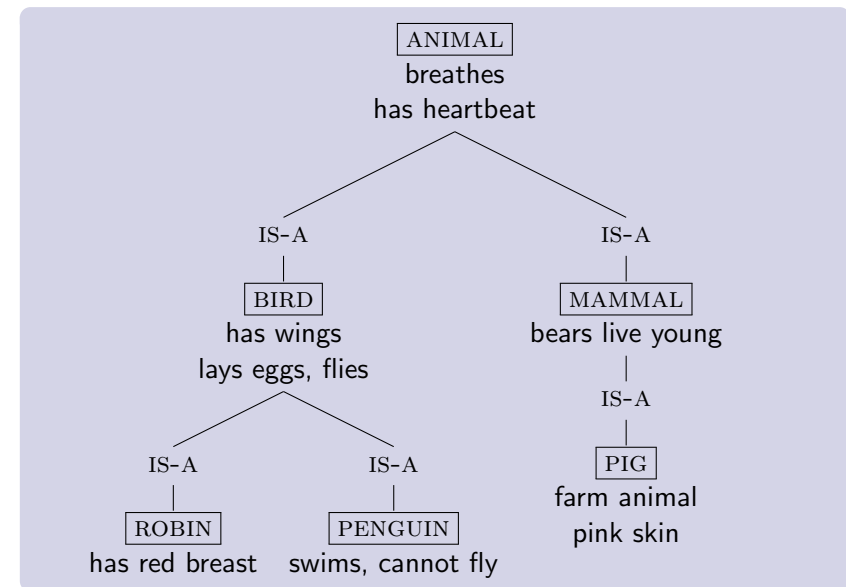 ANIMAL
breathes
has heartbeat
IS-A IS-A
BIRD MAMMAL
has wings bears live young
lays eggs, flies
IS-A
IS-A IS-A PIG
farm animal
ROBIN PENGUIN pink skin
has red breast swims, cannot fly